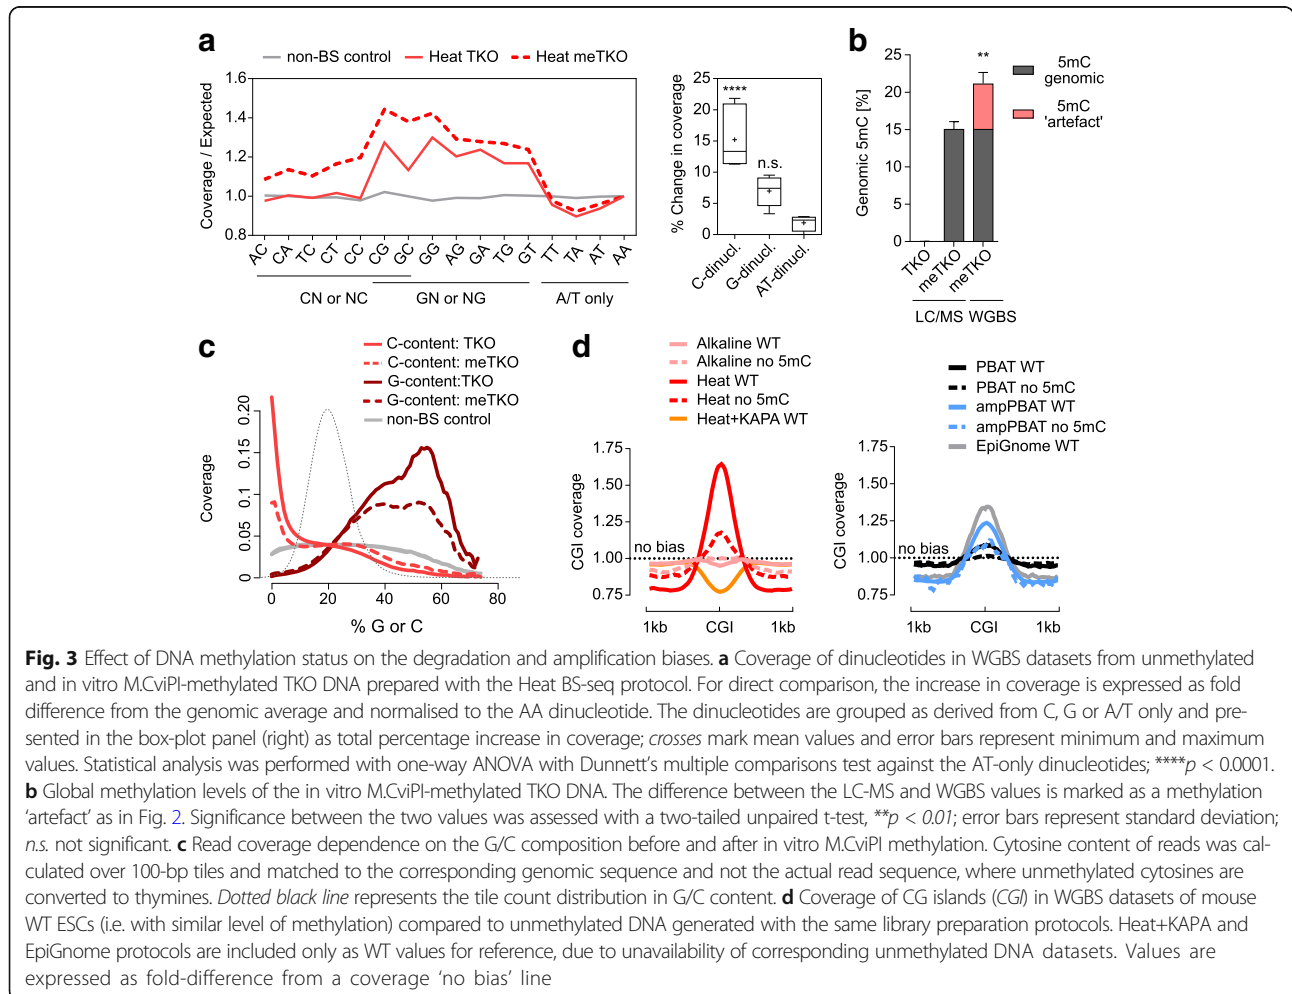 a
non-BS control Heat TKO Heat meTKO
Coverage / Expected
1.6
1.4
1.2
1.0
0.8
AC CA TC CT CC CG GC GG AG GA TG GT TT TA AT AA
CN or NC GN or NG A/T only
% Change in coverage
25
20
15
10
5
0
****
n.s.
C-dinucl. G-dinucl. AT-dinucl.
b
Genomic 5mC [%]
25
20
15
10
5
0
**
5mC
genomic
5mC
'artefact'
TKO meTKO meTKO
LC/MS WGBS
c
C-content: TKO
C-content: meTKO
G-content:TKO
G-content: meTKO
non-BS control
Coverage
0.20
0.15
0.1
0.05
0
0 20 40 60 80
% G or C
d
Alkaline WT
Alkaline no 5mC
Heat WT
Heat no 5mC
Heat+KAPA WT
CGI coverage
1.75
1.50
1.25
1.00
0.75
no bias
1kb CGI 1kb
PBAT WT
PBAT no 5mC
ampPBAT WT
ampPBAT no 5mC
EpiGnome WT
CGI coverage
1.75
1.50
1.25
1.00
0.75
no bias
1kb CGI 1kb
Fig. 3 Effect of DNA methylation status on the degradation and amplification biases. a Coverage of dinucleotides in WGBS datasets from unmethylated
and in vitro M.CviPI-methylated TKO DNA prepared with the Heat BS-seq protocol. For direct comparison, the increase in coverage is expressed as fold
difference from the genomic average and normalised to the AA dinucleotide. The dinucleotides are grouped as derived from C, G or A/T only and pre-
sented in the box-plot panel (right) as total percentage increase in coverage; crosses mark mean values and error bars represent minimum and maximum
values. Statistical analysis was performed with one-way ANOVA with Dunnett's multiple comparisons test against the AT-only dinucleotides; ****p < 0.0001.
b Global methylation levels of the in vitro M.CviPI-methylated TKO DNA. The difference between the LC-MS and WGBS values is marked as a methylation
'artefact' as in Fig. 2. Significance between the two values was assessed with a two-tailed unpaired t-test, **p < 0.01; error bars represent standard deviation;
n.s. not significant. c Read coverage dependence on the G/C composition before and after in vitro M.CviPI methylation. Cytosine content of reads was cal-
culated over 100-bp tiles and matched to the corresponding genomic sequence and not the actual read sequence, where unmethylated cytosines are
converted to thymines. Dotted black line represents the tile count distribution in G/C content. d Coverage of CG islands (CGI) in WGBS datasets of mouse
WT ESCs (i.e. with similar level of methylation) compared to unmethylated DNA generated with the same library preparation protocols. Heat+KAPA and
EpiGnome protocols are included only as WT values for reference, due to unavailability of corresponding unmethylated DNA datasets. Values are
expressed as fold-difference from a coverage 'no bias' line